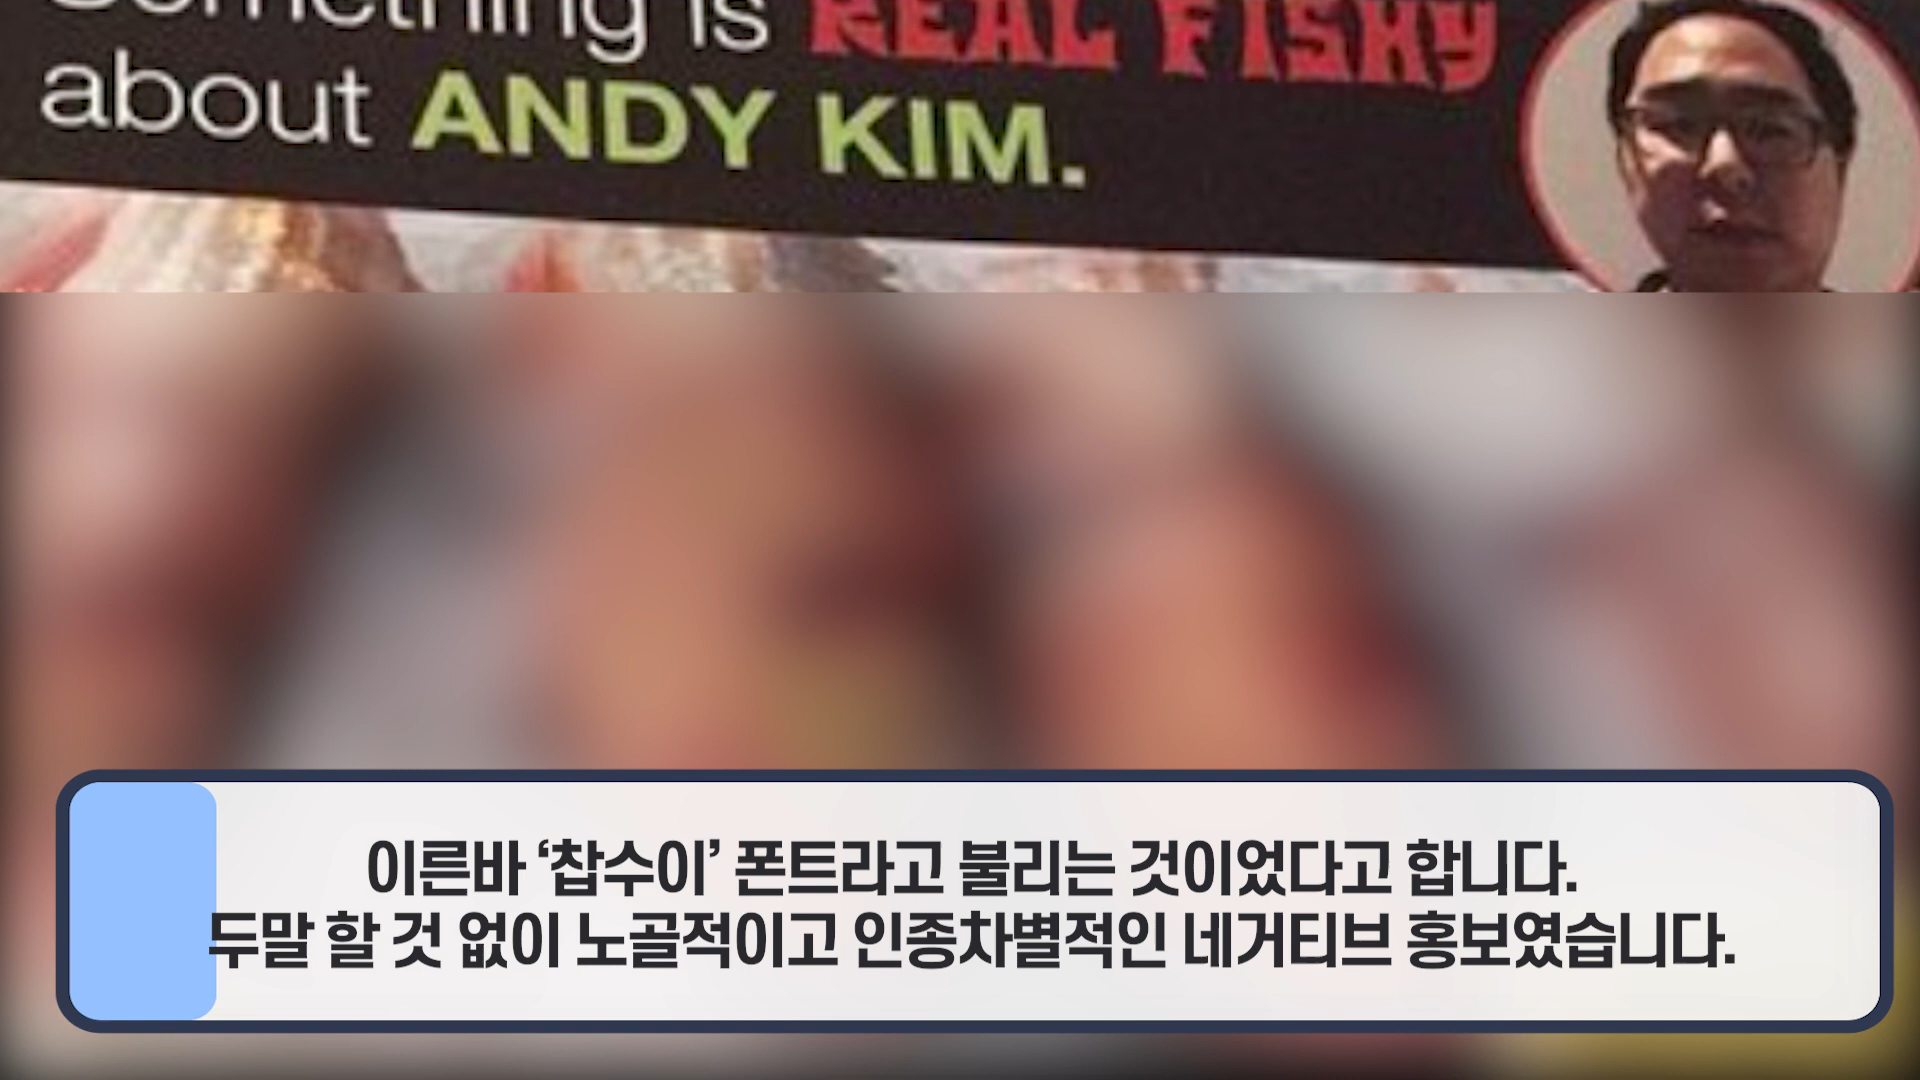 Something is REAL FISHY
about ANDY KIM.
이른바 ‘찹수이’ 폰트라고 불리는 것이었다고 합니다.
두말 할 것 없이 노골적이고 인종차별적인 네거티브 홍보였습니다.